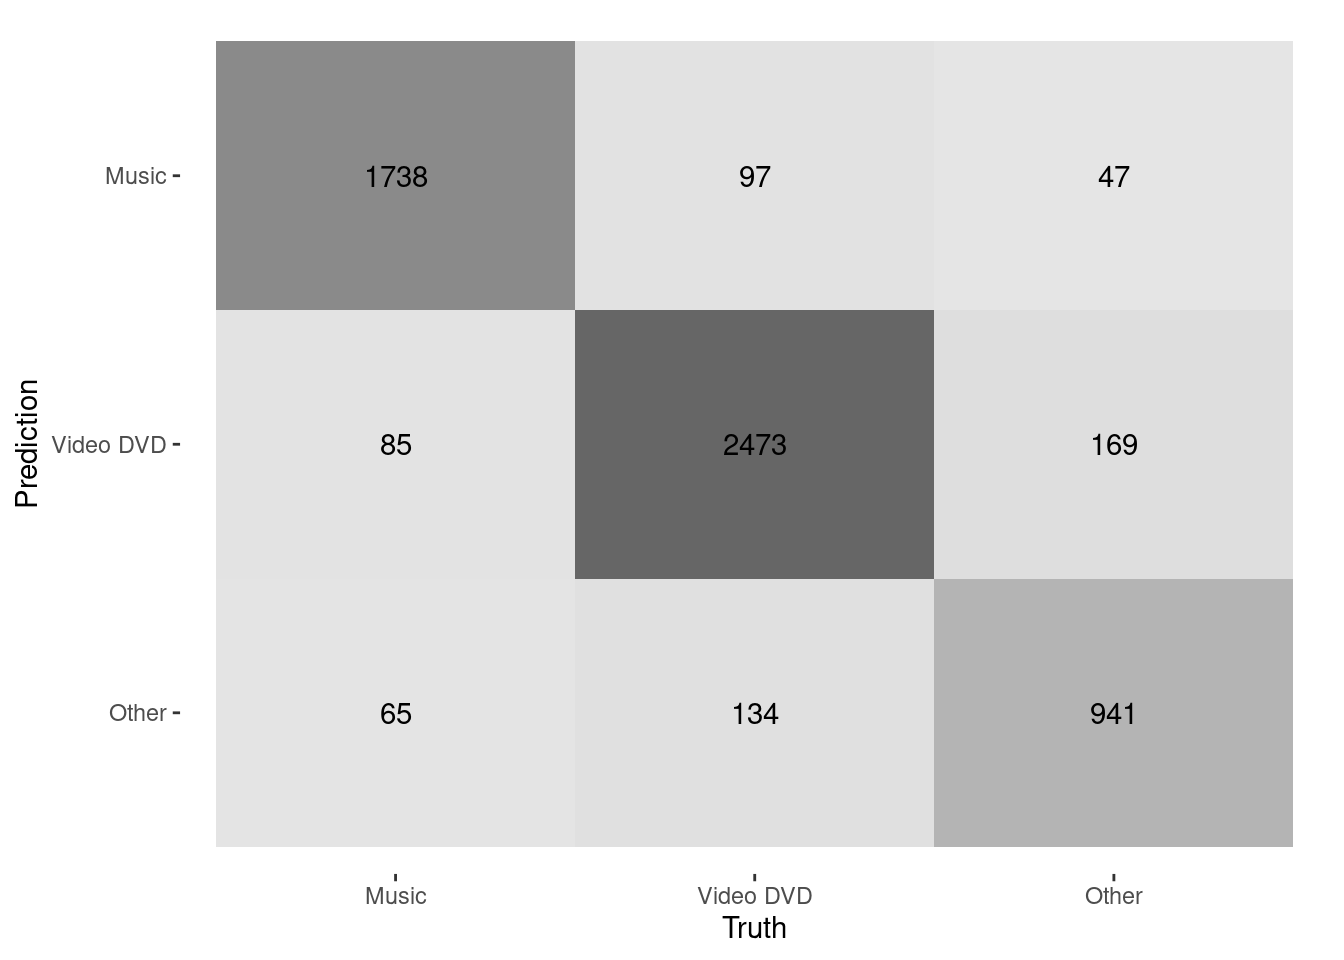 Prediction
Music
1738 97 47
Video DVD
85 2473 169
Other
65 134 941
Music Video DVD Other
Truth